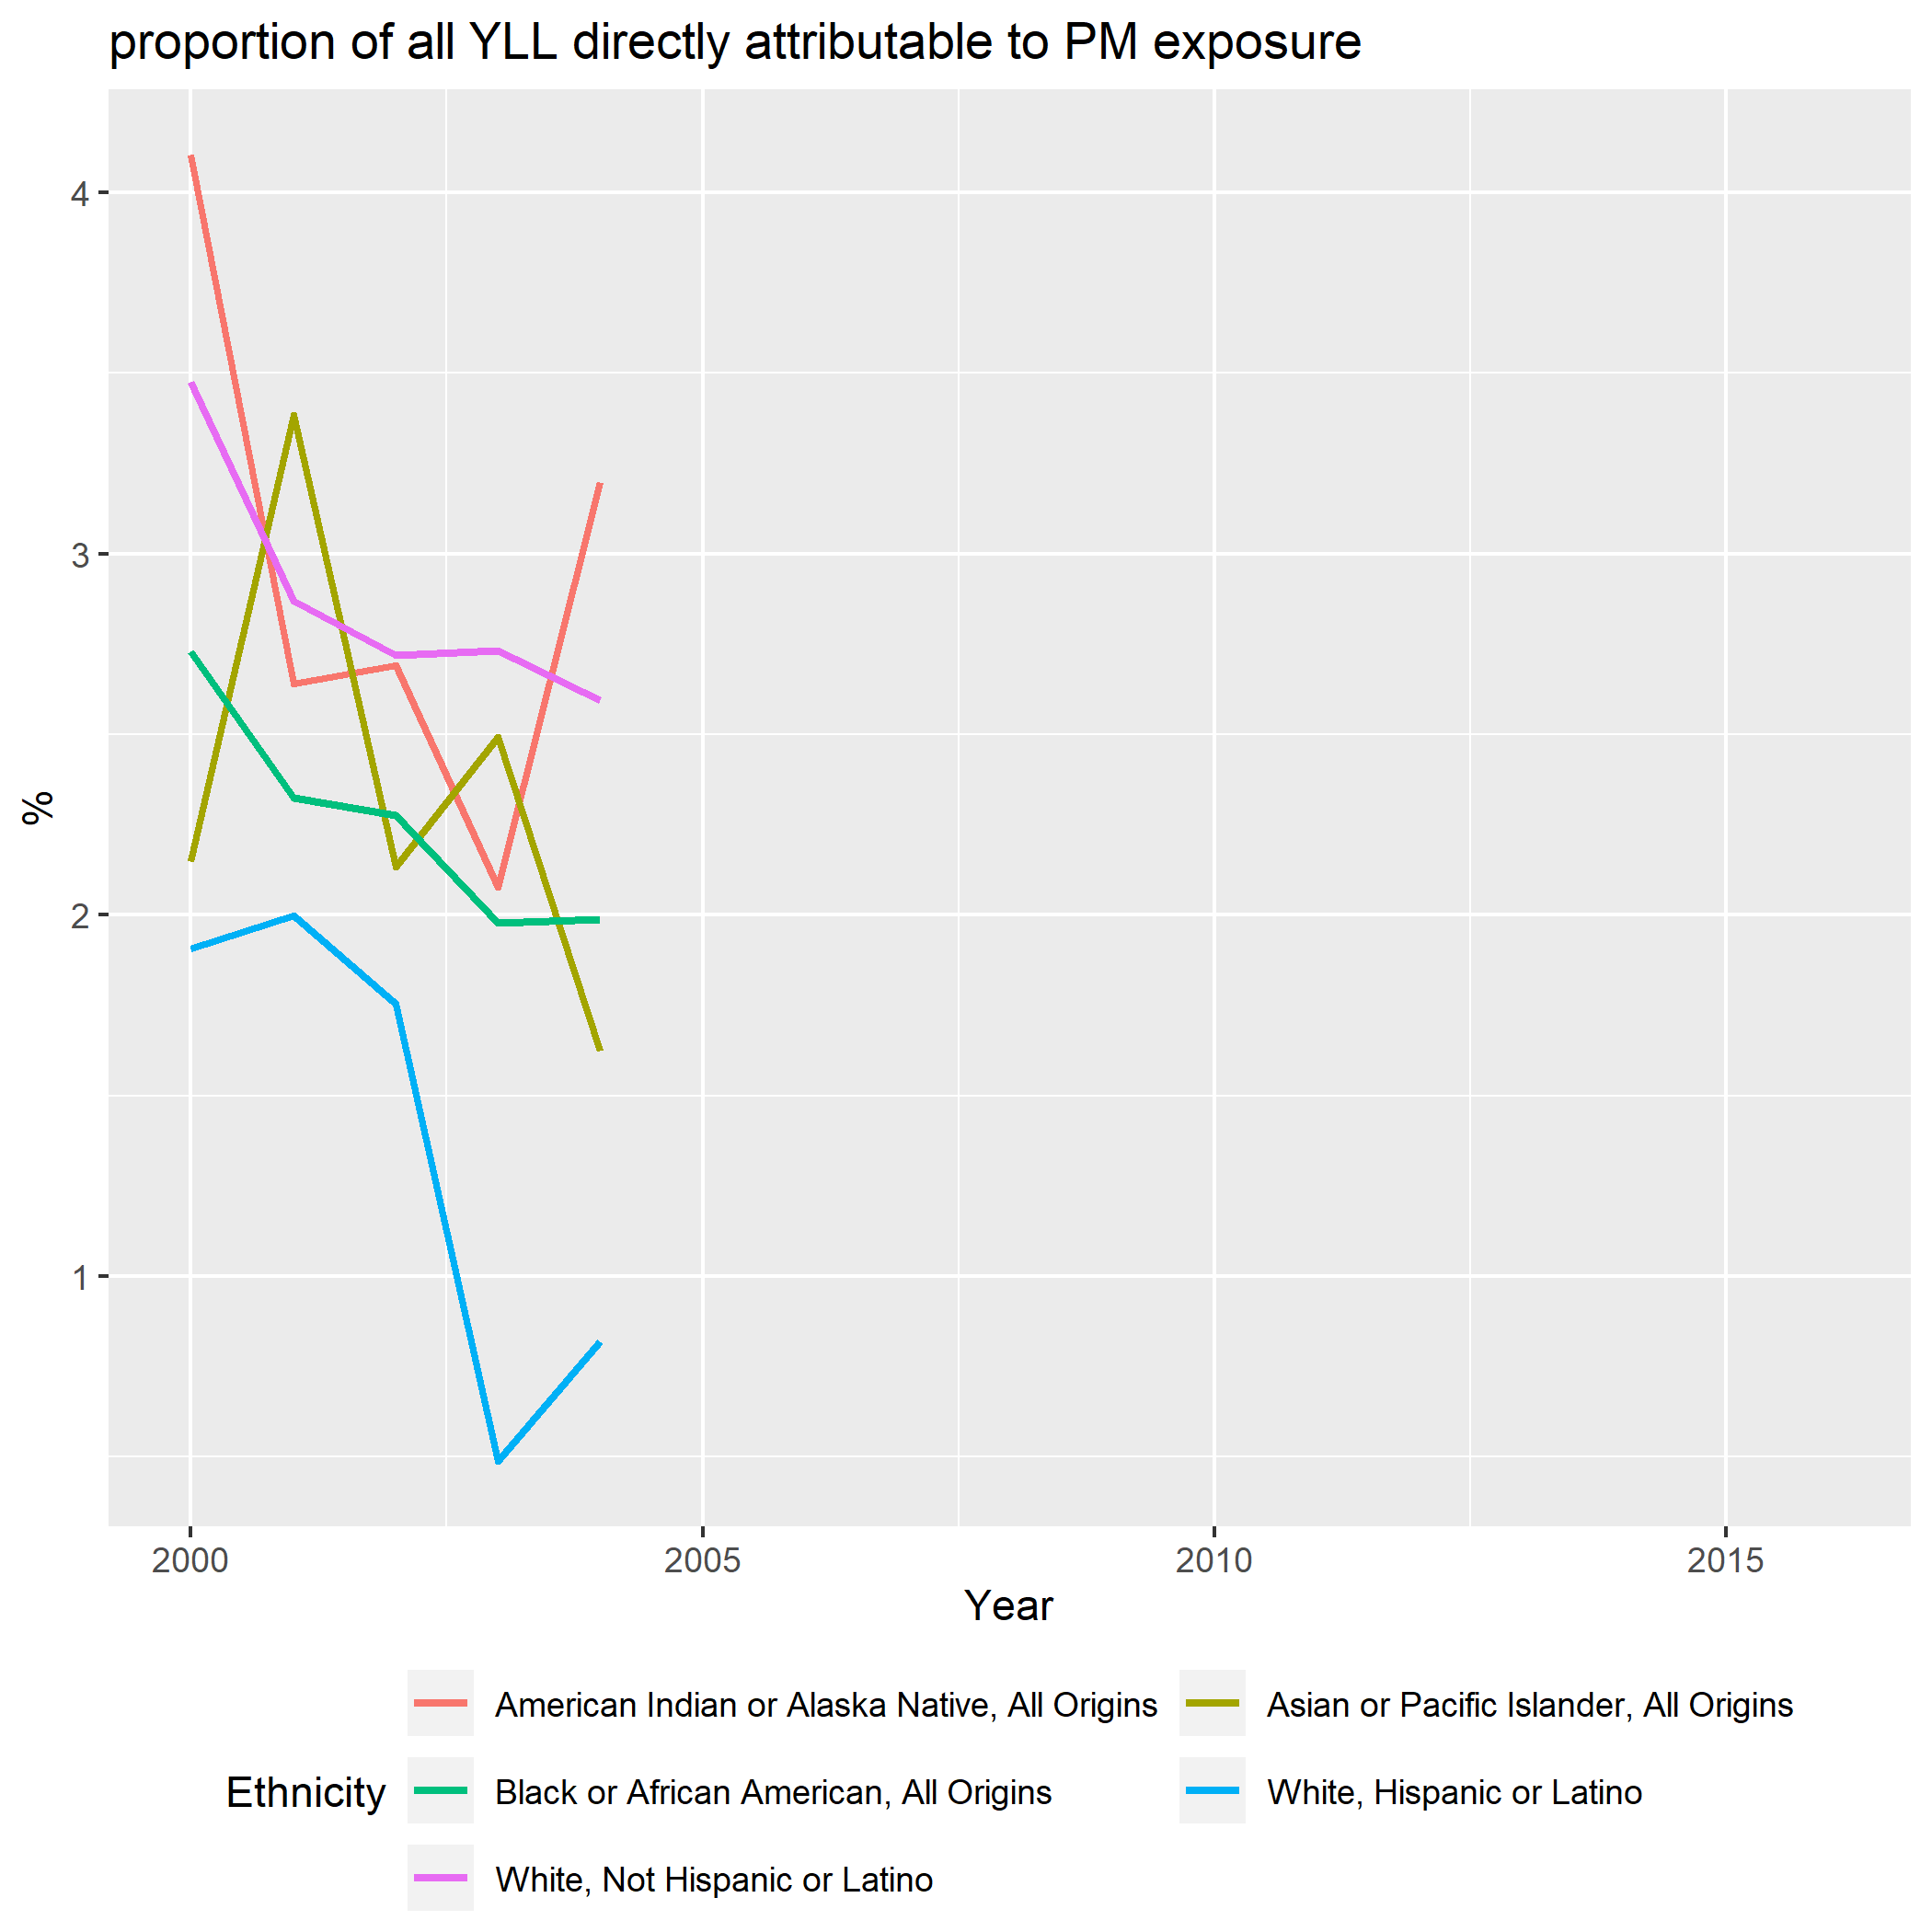 proportion of all YLL directly attributable to PM exposure
4
3
2
1
%
2000 2005 2010 2015
Year
Ethnicity
American Indian or Alaska Native, All Origins
Asian or Pacific Islander, All Origins
Black or African American, All Origins
White, Hispanic or Latino
White, Not Hispanic or Latino